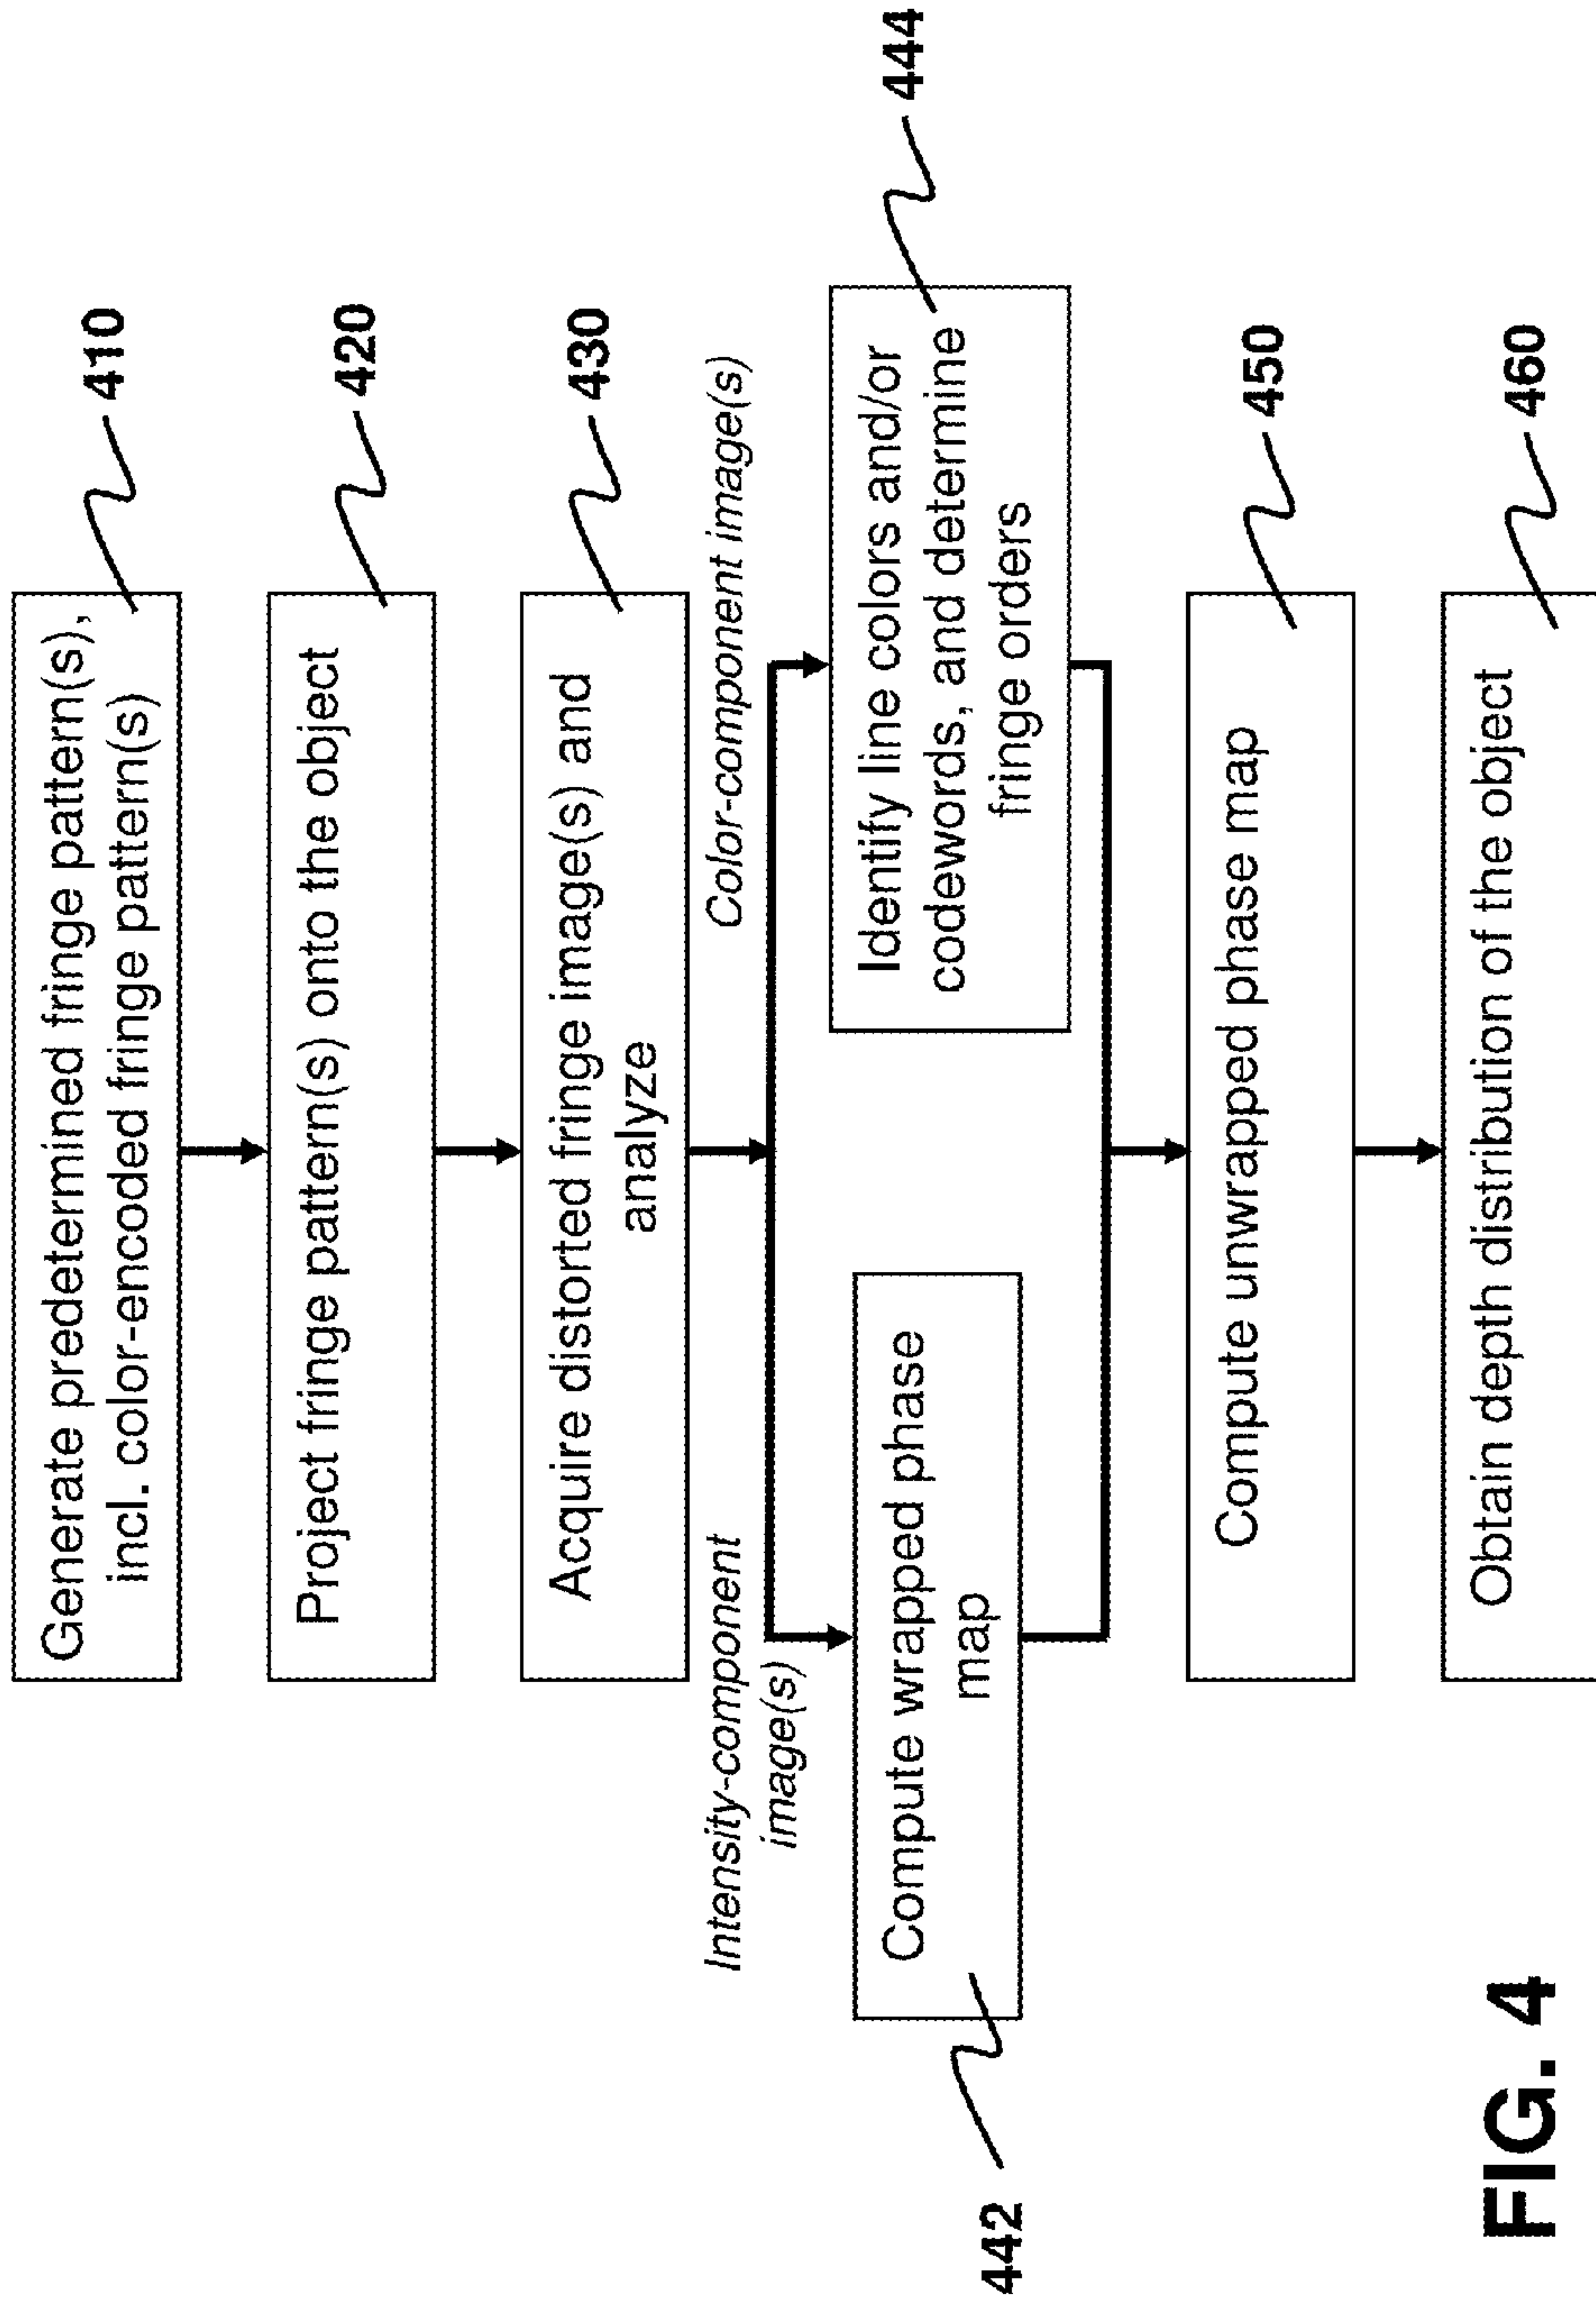 Generate predetermined fringe pattern(s),
incl. color-encoded fringe pattern(s)
410
Project fringe pattern(s) onto the object
420
Acquire distorted fringe image(s) and
analyze
430
Intensity-component
image(s)
Color-component image(s)
Compute wrapped phase
map
442
Identify line colors and/or
codewords, and determine
fringe orders
444
Compute unwrapped phase map
450
Obtain depth distribution of the object
460
FIG. 4